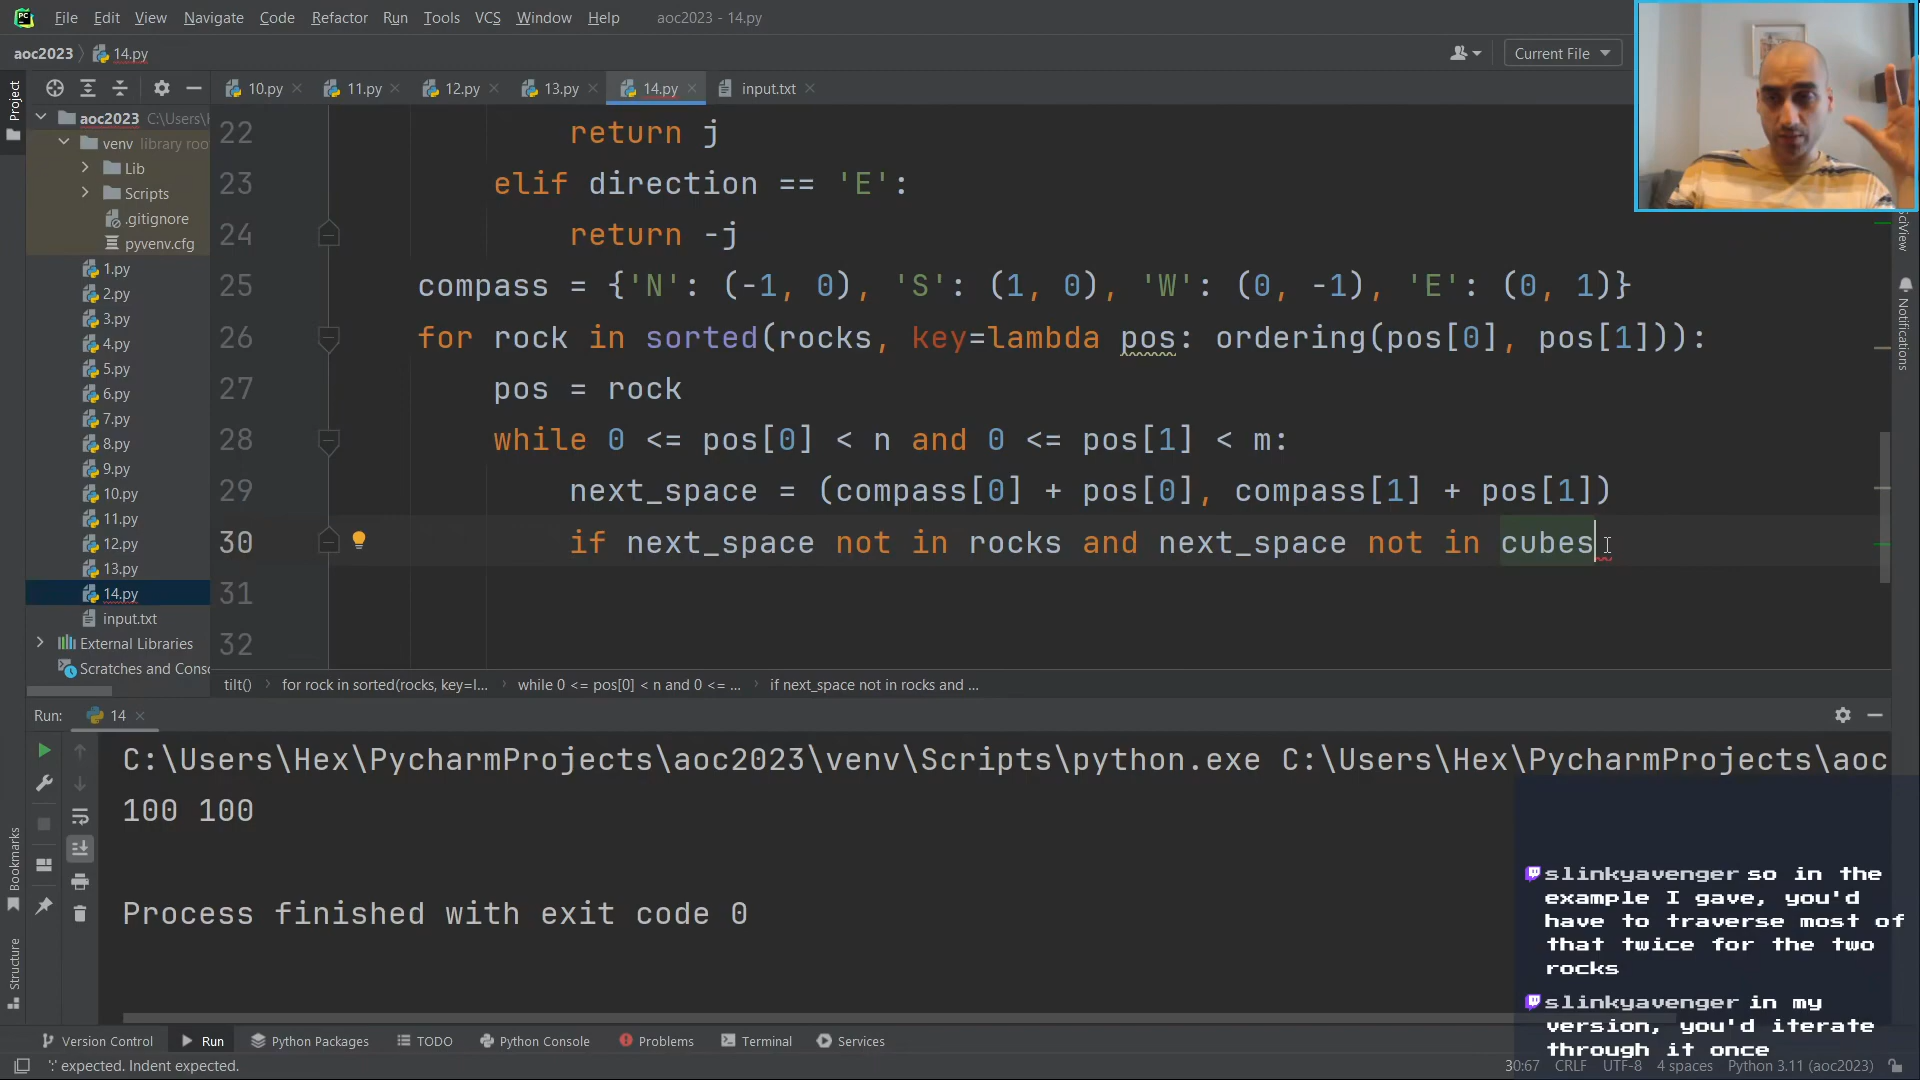 File Edit View Navigate Code Refactor Run Tools VCS Window Help aoc2023 - 14.py
aoc2023 14.py Current File
Project
10.py 11.py 12.py 13.py 14.py input.txt
aoc2023 C:\Users\
venv library roo
Lib
Scripts
.gitignore
pyvenv.cfg
1.py
2.py
3.py
4.py
5.py
6.py
7.py
8.py
9.py
10.py
11.py
12.py
13.py
14.py
input.txt
External Libraries
Scratches and Conso
22 return j
23 elif direction == 'E':
24 return -j
25 compass = {'N': (-1, 0), 'S': (1, 0), 'W': (0, -1), 'E': (0, 1)}
26 for rock in sorted(rocks, key=lambda pos: ordering(pos[0], pos[1])):
27 pos = rock
28 while 0 <= pos[0] < n and 0 <= pos[1] < m:
29 next_space = (compass[0] + pos[0], compass[1] + pos[1])
30 if next_space not in rocks and next_space not in cubes
31
32
SciView
Notifications
tilt() for rock in sorted(rocks, key=l... while 0 <= pos[0] < n and 0 <= ... if next_space not in rocks and ...
Run: 14
C:\Users\Hex\PycharmProjects\aoc2023\venv\Scripts\python.exe C:\Users\Hex\PycharmProjects\aoc
100 100
Process finished with exit code 0
Bookmarks
Structure
slinkyavenger so in the
example I gave, you'd
have to traverse most of
that twice for the two
rocks
slinkyavenger in my
version, you'd iterate
through it once
Version Control Run Python Packages TODO Python Console Problems Terminal Services
':' expected. Indent expected. 30:67 CRLF UTF-8 4 spaces Python 3.11 (aoc2023)